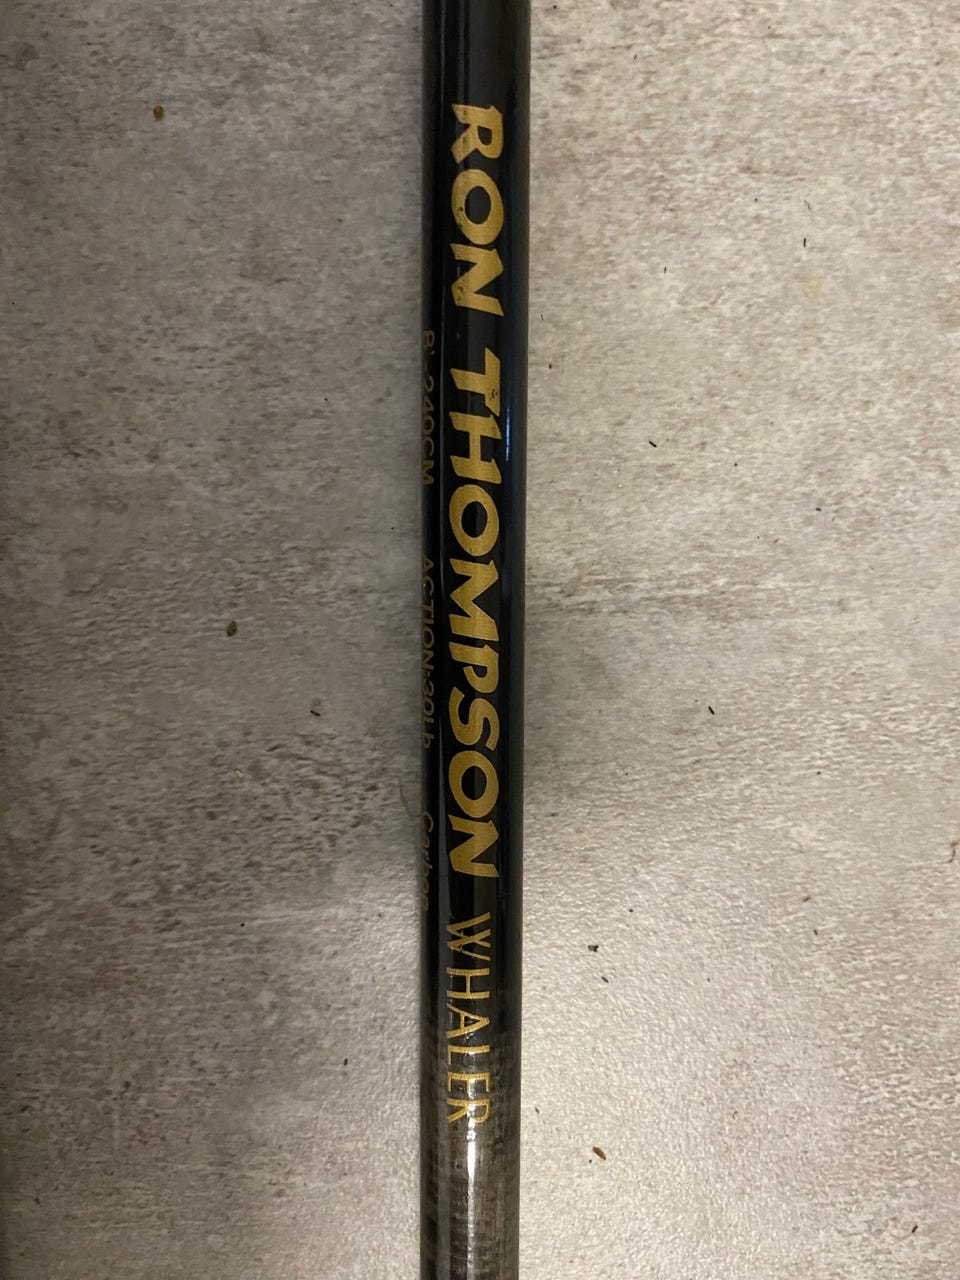 RON THOMPSON WHALER
8'-240CM ACTION:30Lb Carbon